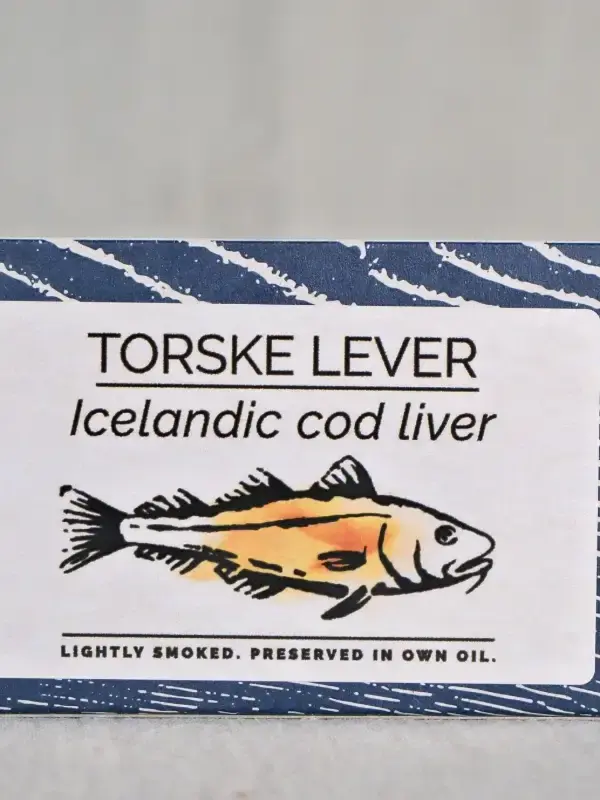 TORSKE LEVER
Icelandic cod liver
LIGHTLY SMOKED. PRESERVED IN OWN OIL.